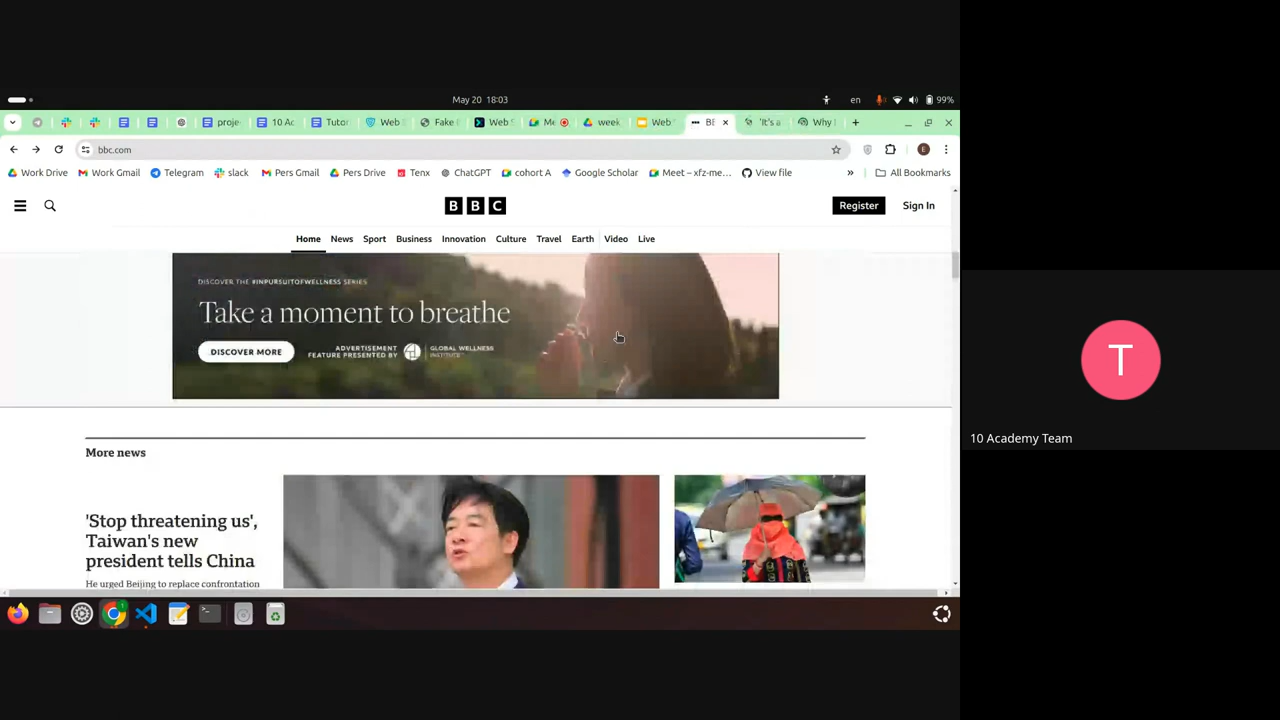 May 20 18:03
en
99%
proje
10 Ac
Tutor
Web
Fake
Web S
Me
week
Web
BE
'It's a
Why
bbc.com
Work Drive
Work Gmail
Telegram
slack
Pers Gmail
Pers Drive
Tenx
ChatGPT
cohort A
Google Scholar
Meet – xfz-me...
View file
»
All Bookmarks
BBC
Register
Sign In
Home
News
Sport
Business
Innovation
Culture
Travel
Earth
Video
Live
DISCOVER THE #INPURSUITOFWELLNESS SERIES
Take a moment to breathe
DISCOVER MORE
ADVERTISEMENT
FEATURE PRESENTED BY
GLOBAL WELLNESS
INSTITUTE
More news
'Stop threatening us',
Taiwan's new
president tells China
He urged Beijing to replace confrontation
T
10 Academy Team